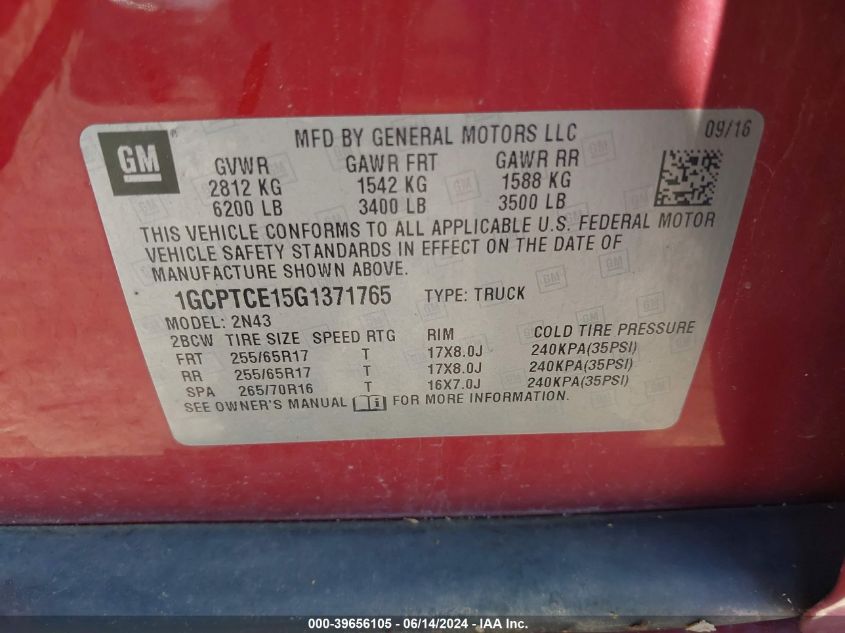 GM ® MFD BY GENERAL MOTORS LLC 09/16
GVWR GAWR FRT GAWR RR
2812 KG 1542 KG 1588 KG
6200 LB 3400 LB 3500 LB
THIS VEHICLE CONFORMS TO ALL APPLICABLE U.S. FEDERAL MOTOR
VEHICLE SAFETY STANDARDS IN EFFECT ON THE DATE OF
MANUFACTURE SHOWN ABOVE.
1GCPTCE15G1371765 TYPE: TRUCK
MODEL: 2N43
2BCW TIRE SIZE SPEED RTG RIM COLD TIRE PRESSURE
FRT 255/65R17 T 17X8.0J 240KPA(35PSI)
RR 255/65R17 T 17X8.0J 240KPA(35PSI)
SPA 265/70R16 T 16X7.0J 240KPA(35PSI)
SEE OWNER'S MANUAL i FOR MORE INFORMATION.
000-39656105 - 06/14/2024 - IAA Inc.